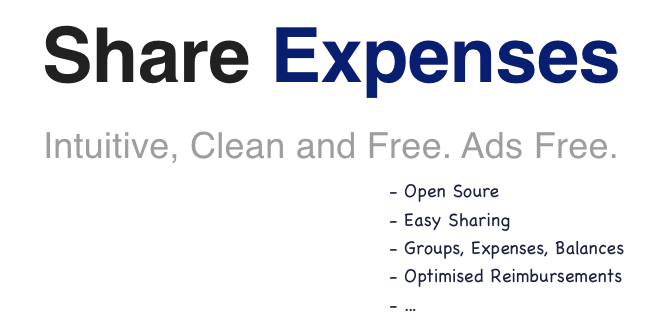 Share Expenses
Intuitive, Clean and Free. Ads Free.
- Open Soure
- Easy Sharing
- Groups, Expenses, Balances
- Optimised Reimbursements
- ...